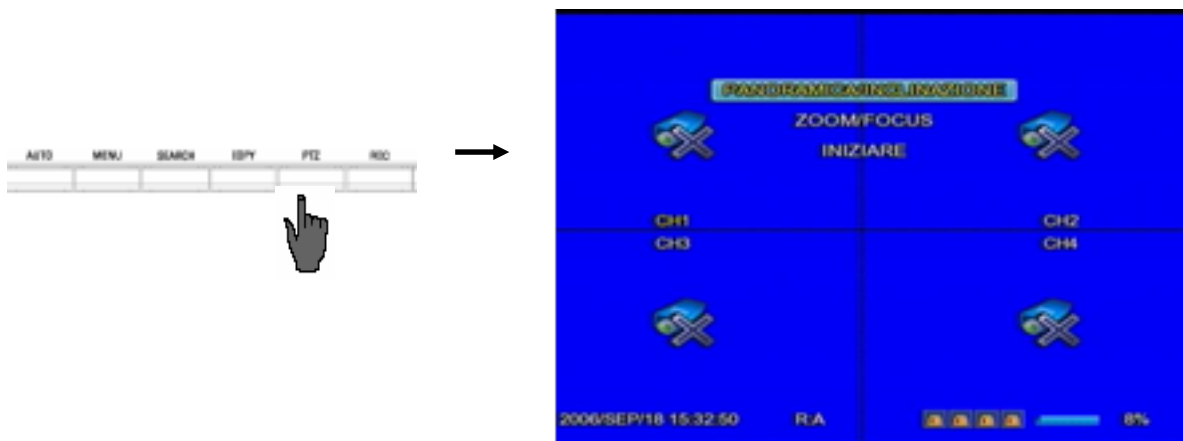 AUTO MENU SEARCH COPY PTZ REC
PANORAMICA/INCLINAZIONE
ZOOM/FOCUS
INIZIARE
CH1 CH2
CH3 CH4
2006/SEP/18 15:32:50 R:A 8%